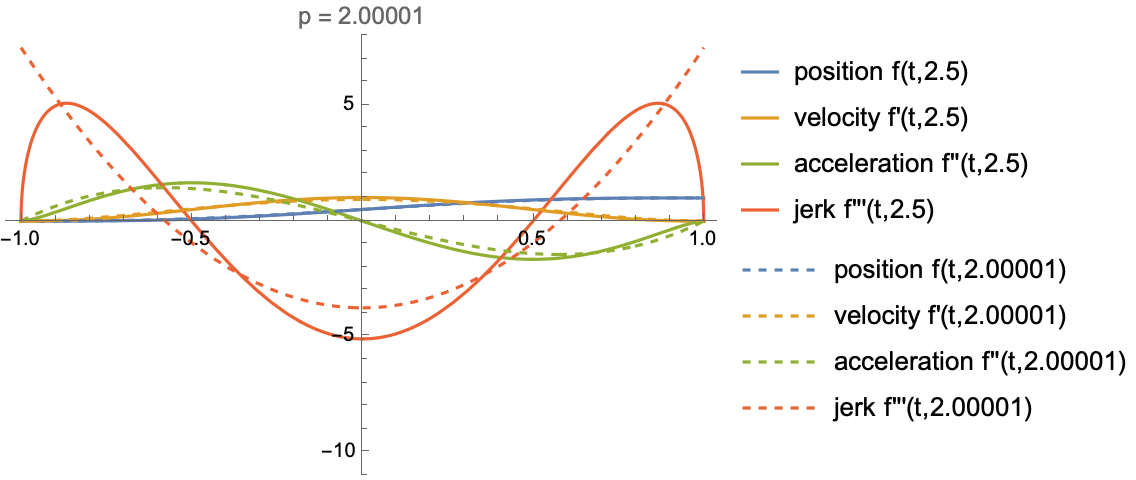 p = 2.00001
5
−1.0
−0.5
0.5
1.0
−5
−10
position f(t,2.5)
velocity f'(t,2.5)
acceleration f''(t,2.5)
jerk f'''(t,2.5)
position f(t,2.00001)
velocity f'(t,2.00001)
acceleration f''(t,2.00001)
jerk f'''(t,2.00001)